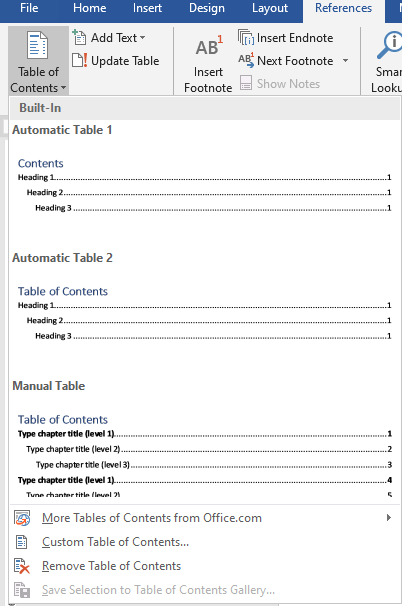 File Home Insert Design Layout References
Table of Contents
Add Text
Update Table
AB1
Insert Footnote
Insert Endnote
AB Next Footnote
Show Notes
Smar
Looku
Built-In
Automatic Table 1
Contents
Heading 1 1
Heading 2 1
Heading 3 1
Automatic Table 2
Table of Contents
Heading 1 1
Heading 2 1
Heading 3 1
Manual Table
Table of Contents
Type chapter title (level 1) 1
Type chapter title (level 2) 2
Type chapter title (level 3) 3
Type chapter title (level 1) 4
Type chapter title (level 2) 5
More Tables of Contents from Office.com
Custom Table of Contents...
Remove Table of Contents
Save Selection to Table of Contents Gallery...